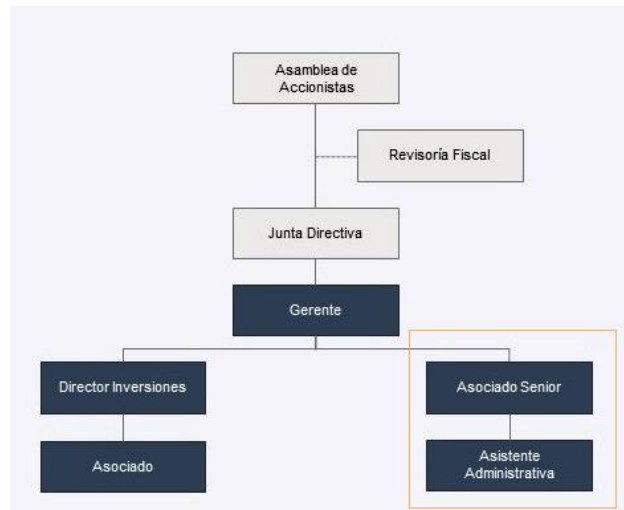 Asamblea de
Accionistas
Revisoría Fiscal
Junta Directiva
Gerente
Director Inversiones
Asociado Senior
Asociado
Asistente
Administrativa